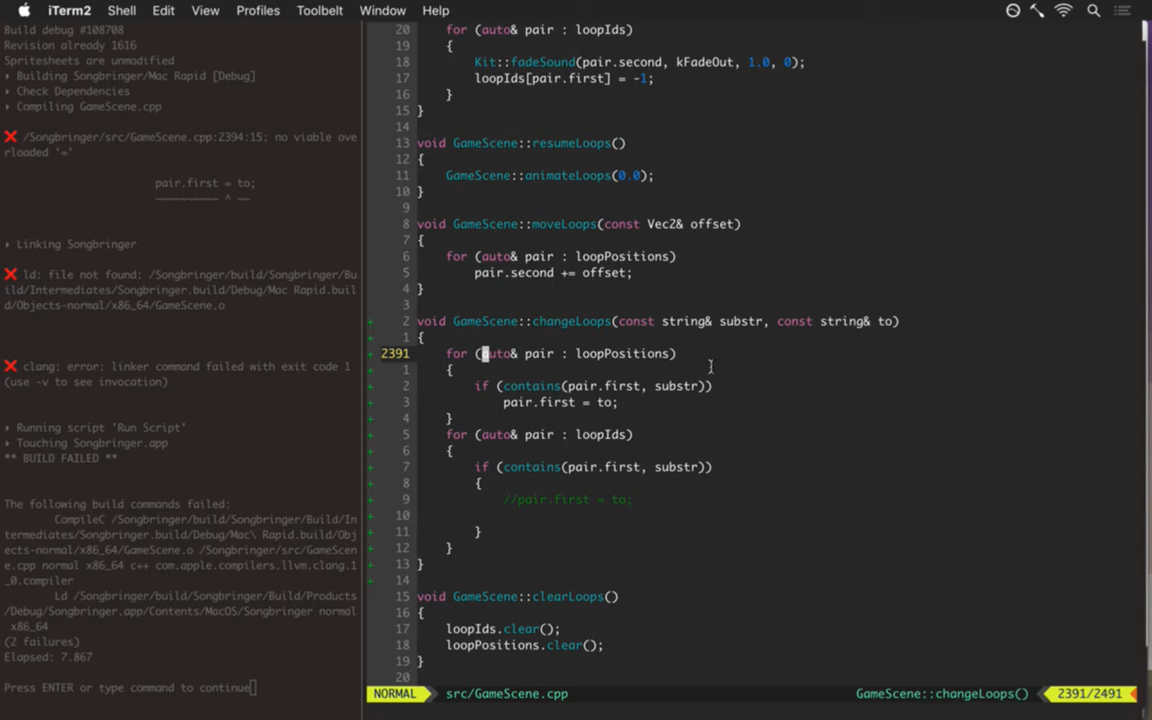 iTerm2 Shell Edit View Profiles Toolbelt Window Help
Build debug #108708
Revision already 1616
Spritesheets are unmodified
▸ Building Songbringer/Mac Rapid [Debug]
▸ Check Dependencies
▸ Compiling GameScene.cpp
❌ /Songbringer/src/GameScene.cpp:2394:15: no viable ove
rloaded '='
pair.first = to;
~~~~~~~~~~ ^ ~~
▸ Linking Songbringer
❌ ld: file not found: /Songbringer/build/Songbringer/Bu
ild/Intermediates/Songbringer.build/Debug/Mac Rapid.buil
d/Objects-normal/x86_64/GameScene.o
❌ clang: error: linker command failed with exit code 1
(use -v to see invocation)
▸ Running script 'Run Script'
▸ Touching Songbringer.app
** BUILD FAILED **
The following build commands failed:
CompileC /Songbringer/build/Songbringer/Build/In
termediates/Songbringer.build/Debug/Mac\ Rapid.build/Obj
ects-normal/x86_64/GameScene.o /Songbringer/src/GameScen
e.cpp normal x86_64 c++ com.apple.compilers.llvm.clang.1
_0.compiler
Ld /Songbringer/build/Songbringer/Build/Products
/Debug/Songbringer.app/Contents/MacOS/Songbringer normal
x86_64
(2 failures)
Elapsed: 7.867
Press ENTER or type command to continue
20 for (auto& pair : loopIds)
19 {
18 Kit::fadeSound(pair.second, kFadeOut, 1.0, 0);
17 loopIds[pair.first] = -1;
16 }
15 }
14
13 void GameScene::resumeLoops()
12 {
11 GameScene::animateLoops(0.0);
10 }
9
8 void GameScene::moveLoops(const Vec2& offset)
7 {
6 for (auto& pair : loopPositions)
5 pair.second += offset;
4 }
3
+ 2 void GameScene::changeLoops(const string& substr, const string& to)
+ 1 {
+ 2391 for (auto& pair : loopPositions)
+ 1 {
+ 2 if (contains(pair.first, substr))
+ 3 pair.first = to;
+ 4 }
+ 5 for (auto& pair : loopIds)
+ 6 {
+ 7 if (contains(pair.first, substr))
+ 8 {
+ 9 //pair.first = to;
+ 10
+ 11 }
+ 12 }
+ 13 }
+ 14
15 void GameScene::clearLoops()
16 {
17 loopIds.clear();
18 loopPositions.clear();
19 }
20
NORMAL src/GameScene.cpp GameScene::changeLoops() 2391/2491